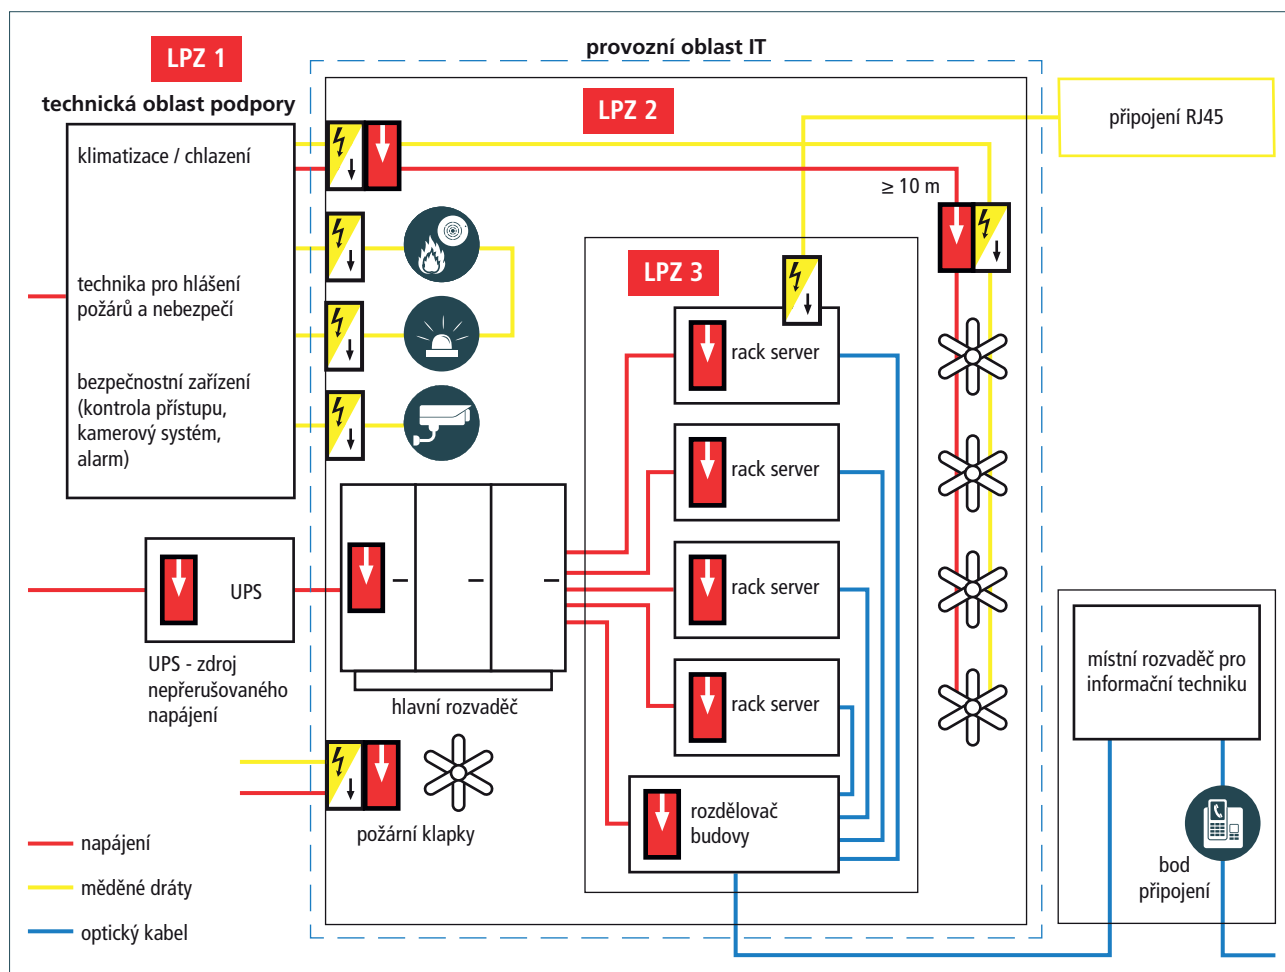 LPZ 1
provozní oblast IT
technická oblast podpory
LPZ 2
klimatizace / chlazení
připojení RJ45
≥ 10 m
LPZ 3
technika pro hlášení
požárů a nebezpečí
rack server
bezpečnostní zařízení
(kontrola přístupu,
kamerový systém,
alarm)
rack server
UPS
rack server
UPS - zdroj
nepřerušovaného
napájení
hlavní rozvaděč
rack server
místní rozvaděč pro
informační techniku
požární klapky
rozdělovač
budovy
napájení
měděné dráty
optický kabel
bod
připojení